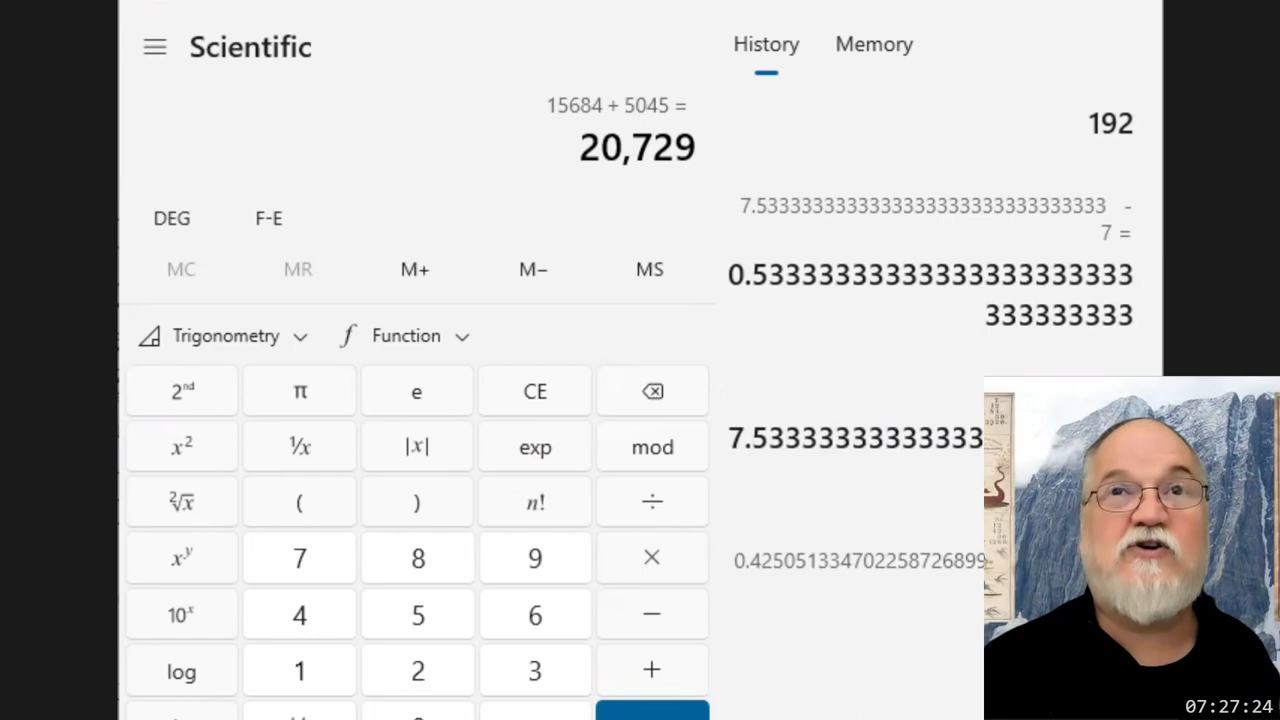 Scientific
15684 + 5045 =
20,729
DEG
F-E
MC
MR
M+
M−
MS
Trigonometry
f Function
2nd
π
e
CE
x²
⅟x
|x|
exp
mod
²√x
(
)
n!
÷
xʸ
7
8
9
×
10ˣ
4
5
6
−
log
1
2
3
+
History
Memory
192
7.5333333333333333333333333333333 -
7 =
0.53333333333333333333333
333333333
7.53333333333333
0.425051334702258726899
07:27:24